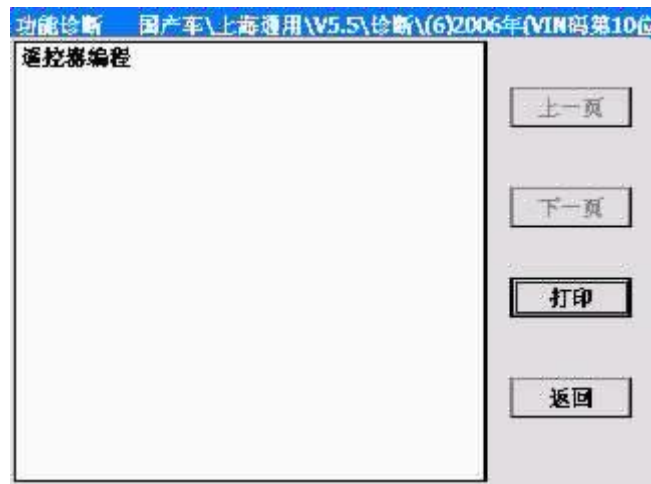 功能诊断 国产车\上海通用\V5.5\诊断\(6)2006年(VIN码第10位
遥控器编程
上一页
下一页
打印
返回